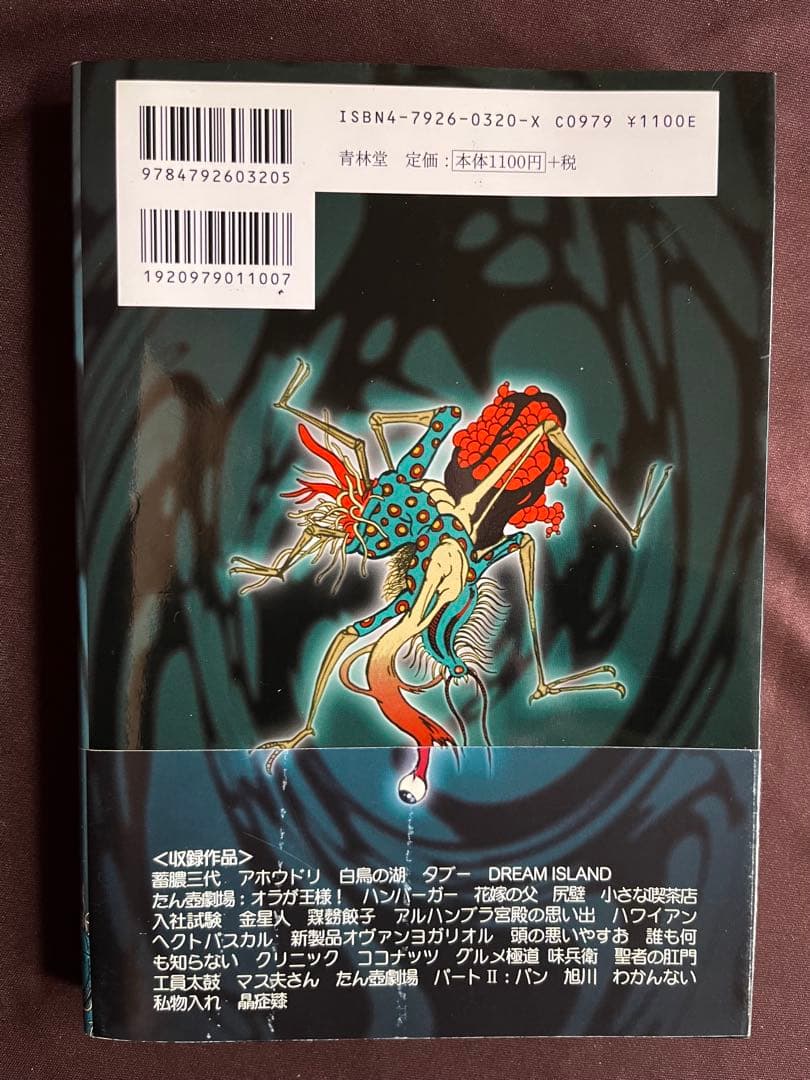 ISBN4-7926-0320-X C0979 ¥1100E
9784792603205
青林堂 定価：本体1100円+税
1920979011007
<収録作品>
蓄膿三代 アホウドリ 白鳥の湖 タブー DREAM ISLAND
たん壺劇場：オラが王様！ ハンバーガー 花嫁の父 尻壁 小さな喫茶店
入社試験 金星人 餃子 アルハンブラ宮殿の思い出 ハワイアン
ヘクトパスカル 新製品オヴァンヨガリオル 頭の悪いやすお 誰も何
も知らない クリニック ココナッツ グルメ極道 味兵衛 聖者の肛門
工員太鼓 マス夫さん たん壺劇場 パートⅡ：パン 旭川 わかんない
私物入れ